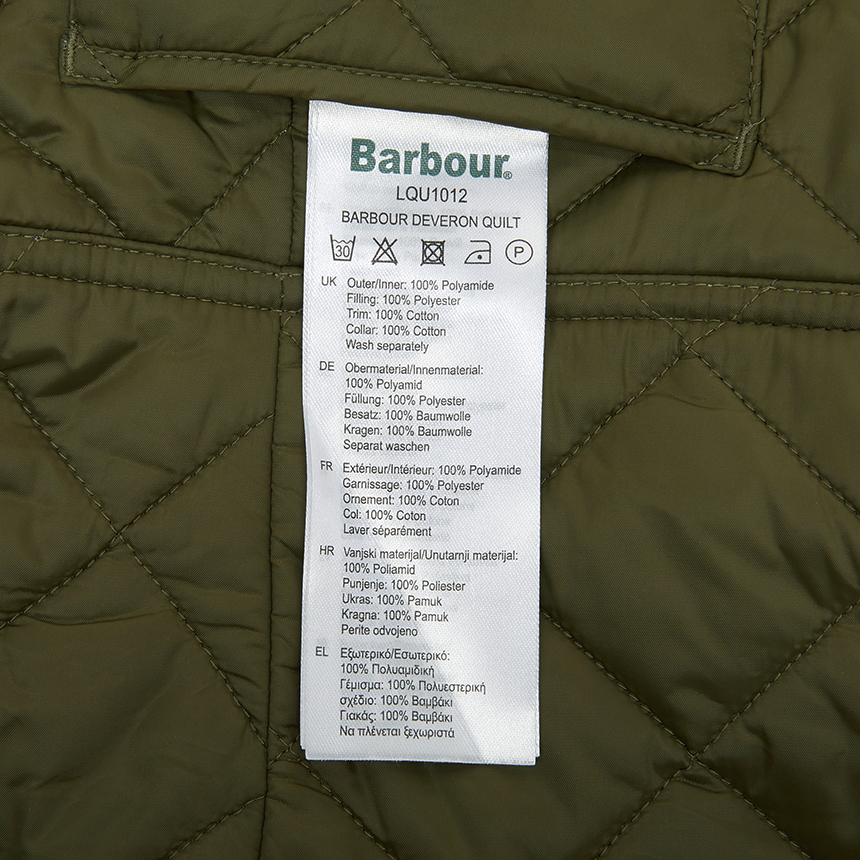 Barbour®
LQU1012
BARBOUR DEVERON QUILT
30 P
UK Outer/Inner: 100% Polyamide
Filling: 100% Polyester
Trim: 100% Cotton
Collar: 100% Cotton
Wash separately
DE Obermaterial/Innenmaterial:
100% Polyamid
Füllung: 100% Polyester
Besatz: 100% Baumwolle
Kragen: 100% Baumwolle
Separat waschen
FR Extérieur/Intérieur: 100% Polyamide
Garnissage: 100% Polyester
Ornement: 100% Coton
Col: 100% Coton
Laver séparément
HR Vanjski materijal/Unutarnji materijal:
100% Poliamid
Punjenje: 100% Poliester
Ukras: 100% Pamuk
Kragna: 100% Pamuk
Perite odvojeno
EL Εξωτερικό/Εσωτερικό:
100% Πολυαμιδική
Γέμισμα: 100% Πολυεστερική
σχέδιο: 100% Βαμβάκι
Γιακάς: 100% Βαμβάκι
Να πλένεται ξεχωριστά